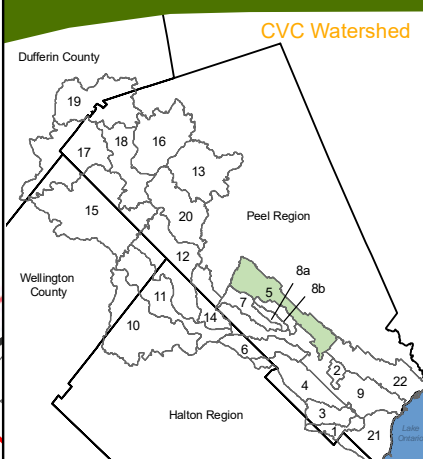 CVC Watershed
Dufferin County
19
18
16
17
13
15
20
Peel Region
12
8a
8b
Wellington
County
5
11
7
14
10
6
2
22
4
9
Halton Region
3
1
21
Lake
Ontario